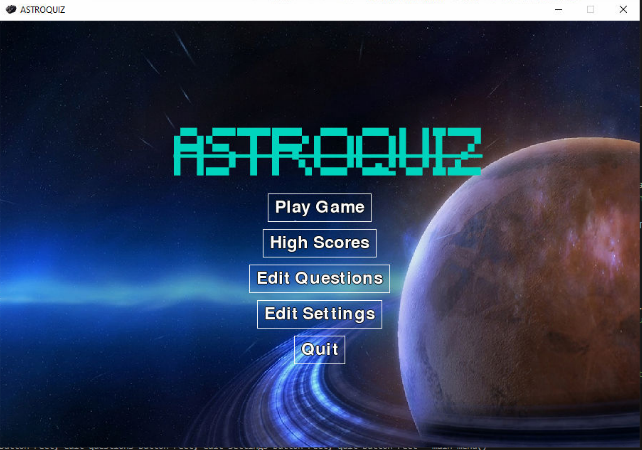 ASTROQUIZ
ASTROQUIZ
Play Game
High Scores
Edit Questions
Edit Settings
Quit